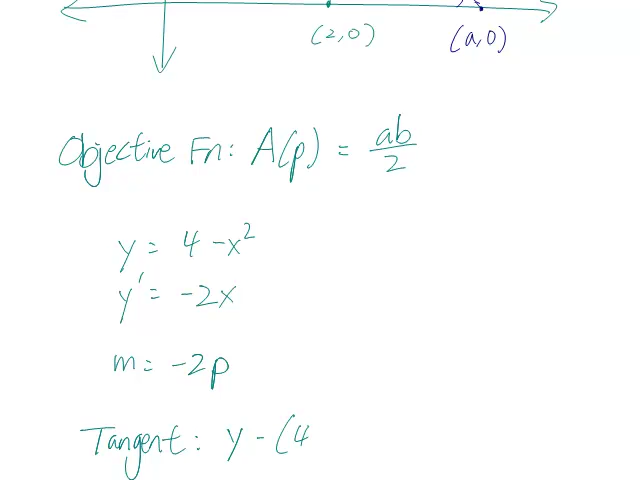 (2,0) (a,0)
Objective Fn: A(p) = ab/2
y = 4 - x²
y' = -2x
m = -2p
Tangent: y - (4